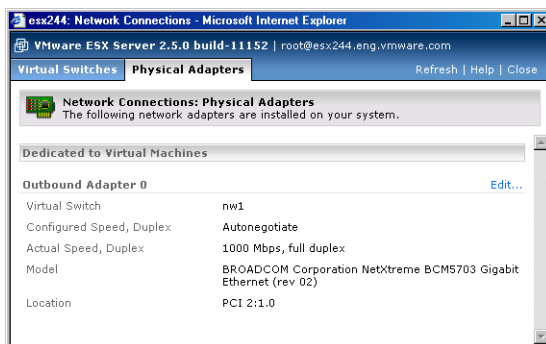 esx244: Network Connections - Microsoft Internet Explorer
VMware ESX Server 2.5.0 build-11152 | root@esx244.eng.vmware.com
Virtual Switches Physical Adapters Refresh | Help | Close
Network Connections: Physical Adapters
The following network adapters are installed on your system.
Dedicated to Virtual Machines
Outbound Adapter 0 Edit...
Virtual Switch nw1
Configured Speed, Duplex Autonegotiate
Actual Speed, Duplex 1000 Mbps, full duplex
Model BROADCOM Corporation NetXtreme BCM5703 Gigabit
Ethernet (rev 02)
Location PCI 2:1.0